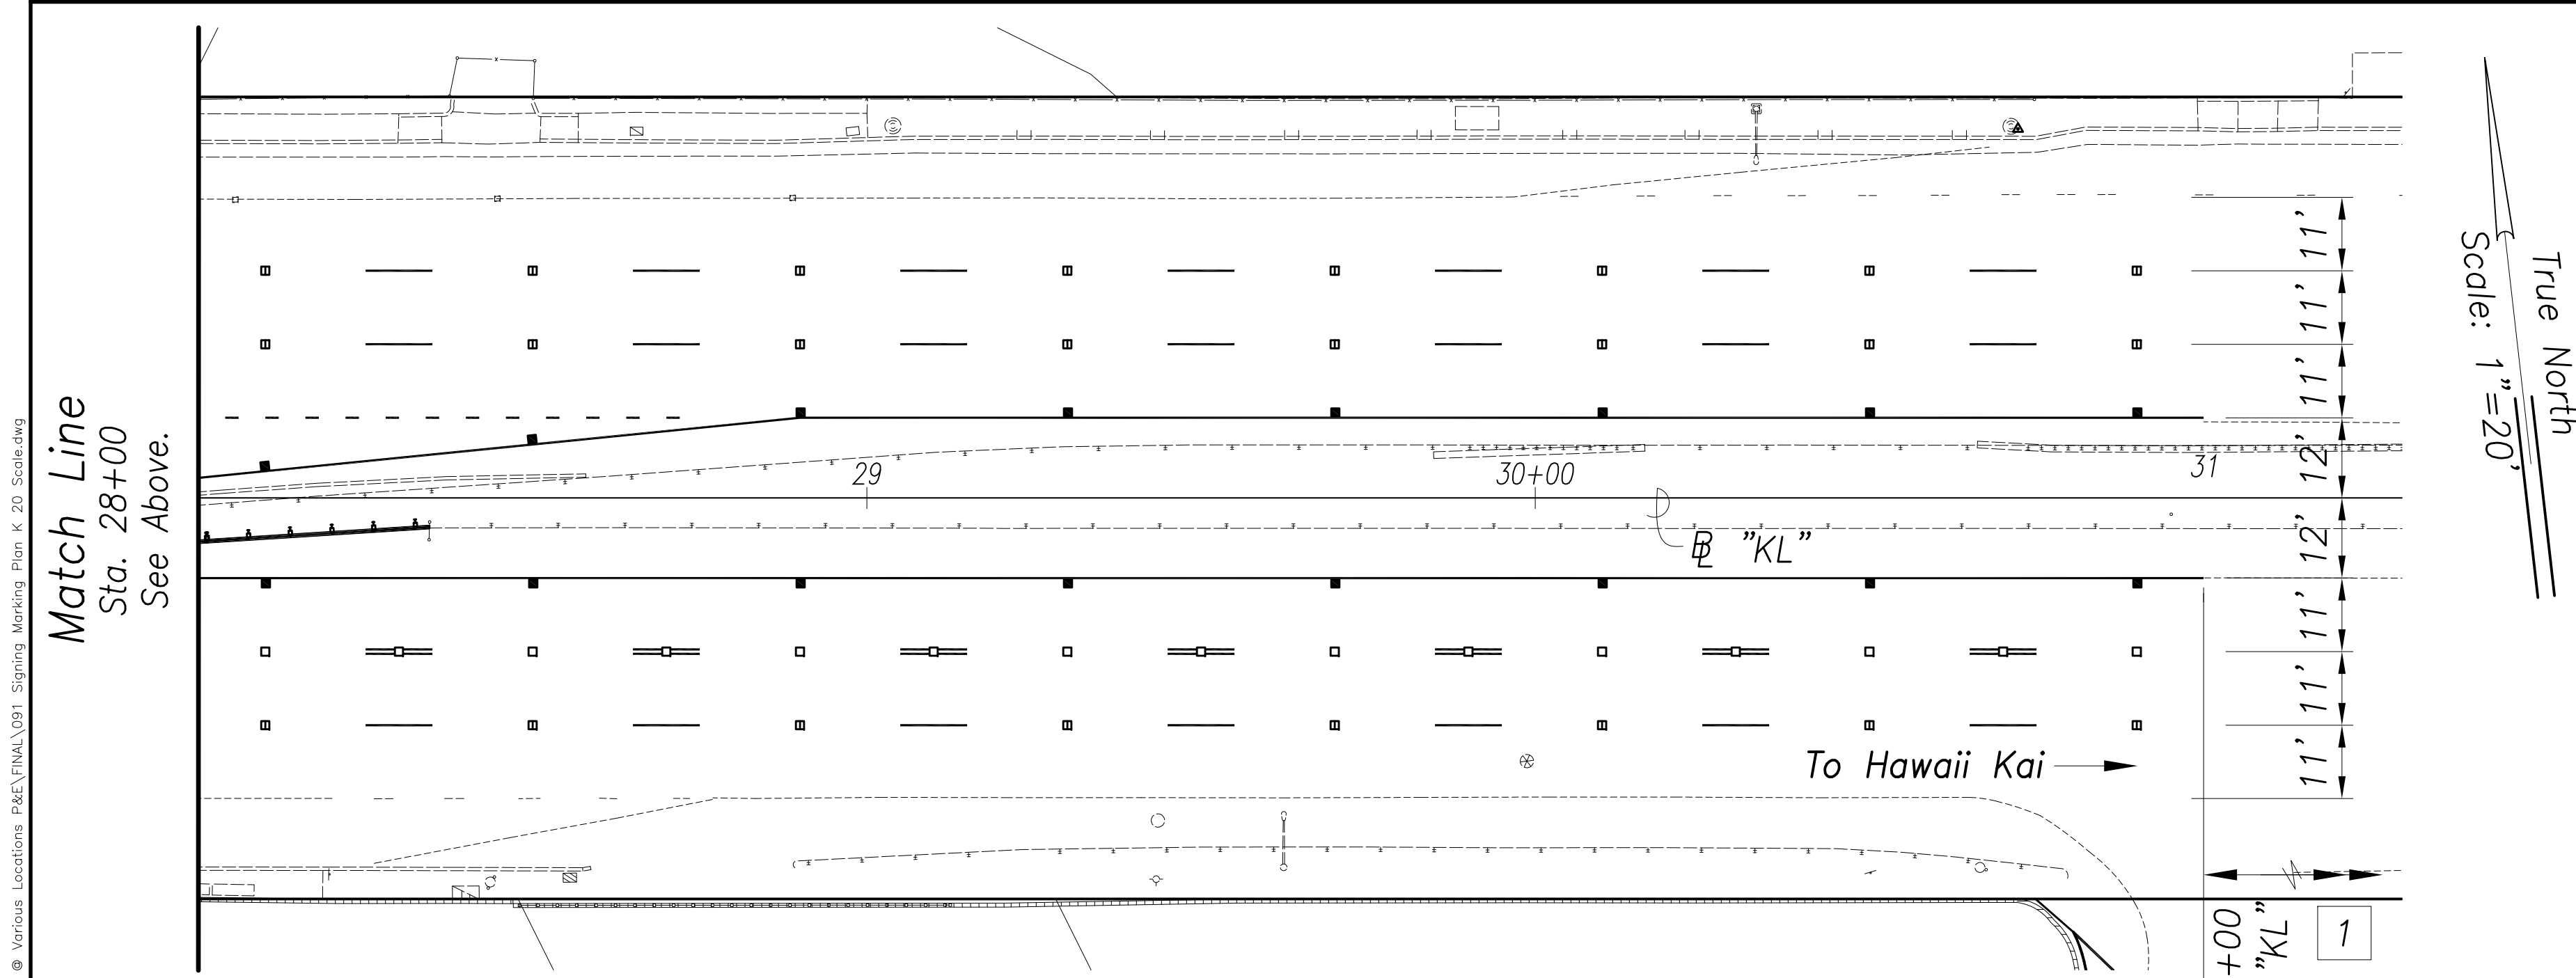 @ Various Locations P&E\FINAL\091 Signing Marking Plan K 20 Scale.dwg
Match Line
Sta. 28+00
See Above.
29
30+00
31
℔ "KL"
To Hawaii Kai
11'
11'
11'
12'
12'
11'
11'
11'
True North
Scale: 1"=20'
+00
"KL"
1